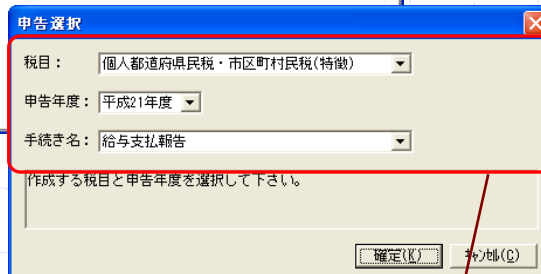 申告選択
税目： 個人都道府県民税・市区町村民税(特徴)
申告年度： 平成21年度
手続き名： 給与支払報告
作成する税目と申告年度を選択して下さい。
確定(K) ｷｬﾝｾﾙ(C)